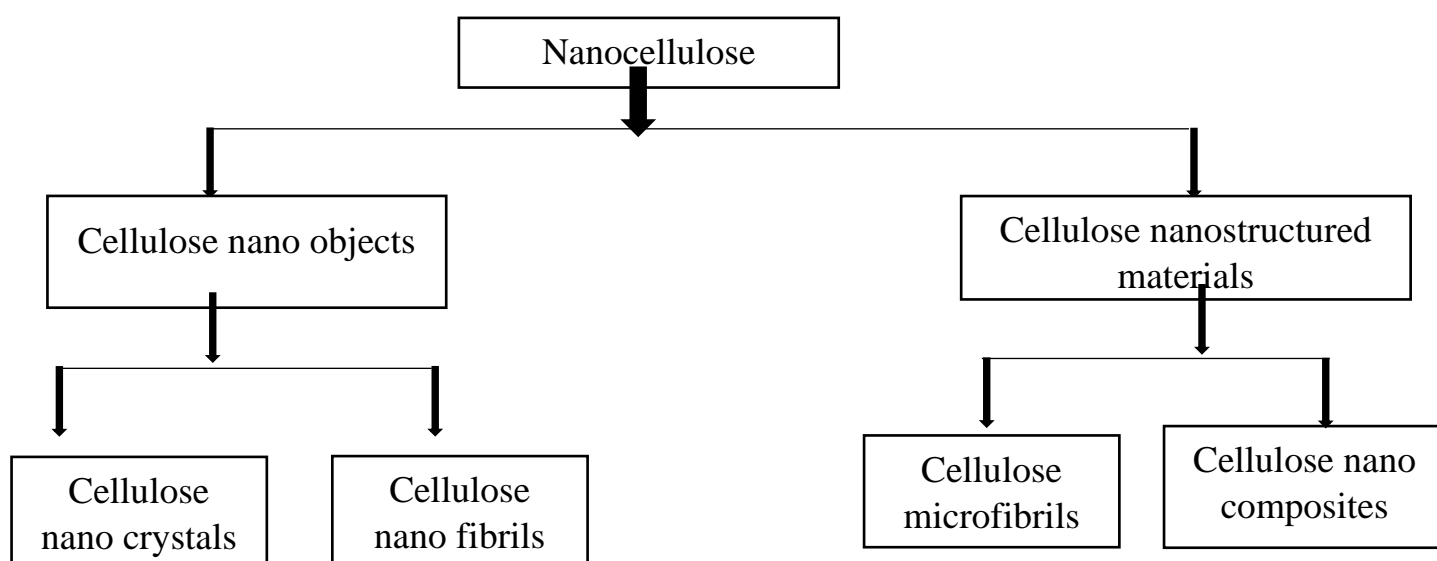 Nanocellulose
Cellulose nano objects
Cellulose nanostructured
materials
Cellulose
nano crystals
Cellulose
nano fibrils
Cellulose
microfibrils
Cellulose nano
composites